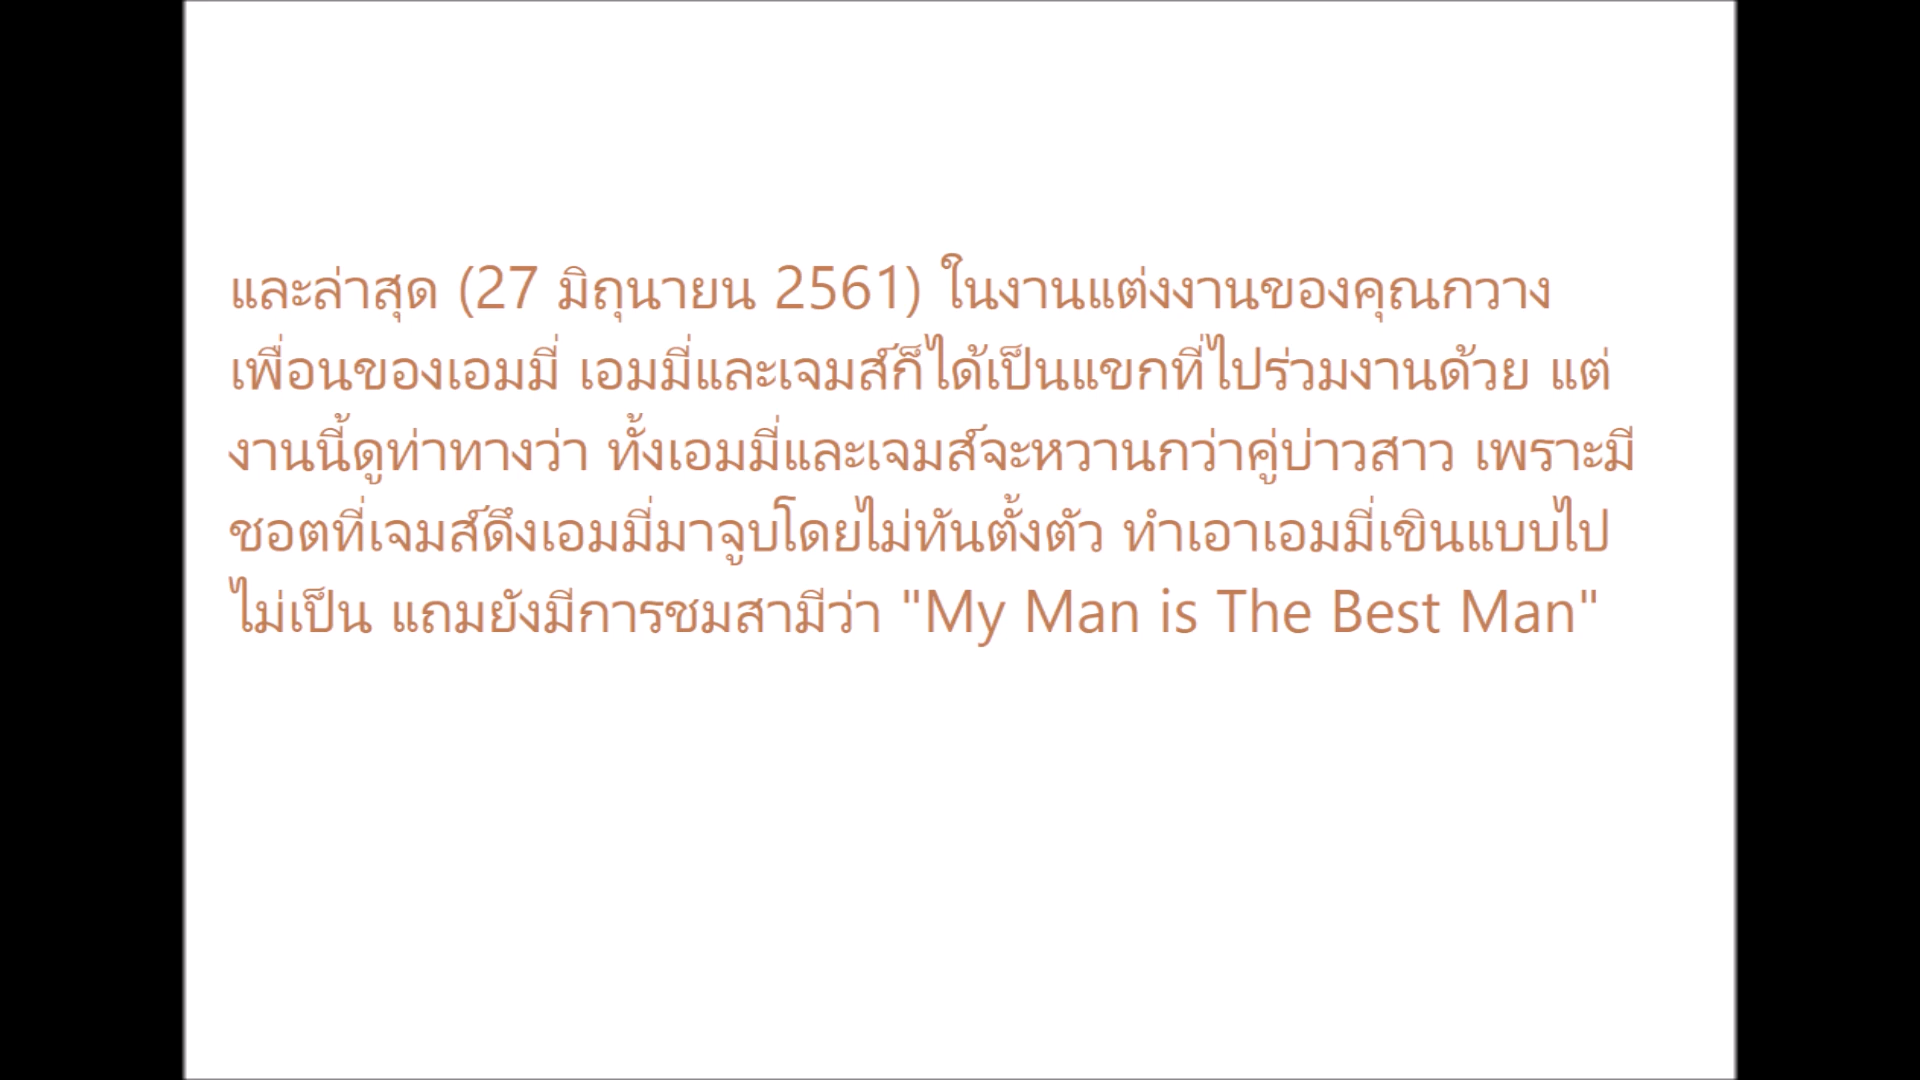 และล่าสุด (27 มิถุนายน 2561) ในงานแต่งงานของคุณกวาง
เพื่อนของเอมมี่ เอมมี่และเจมส์ก็ได้เป็นแขกที่ไปร่วมงานด้วย แต่
งานนี้ดูท่าทางว่า ทั้งเอมมี่และเจมส์จะหวานกว่าคู่บ่าวสาว เพราะมี
ชอตที่เจมส์ดึงเอมมี่มาจูบโดยไม่ทันตั้งตัว ทำเอาเอมมี่เขินแบบไป
ไม่เป็น แถมยังมีการชมสามีว่า "My Man is The Best Man"